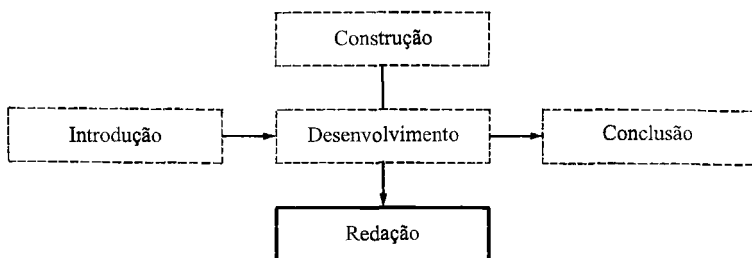 Construção
Introdução
Desenvolvimento
Conclusão
Redação